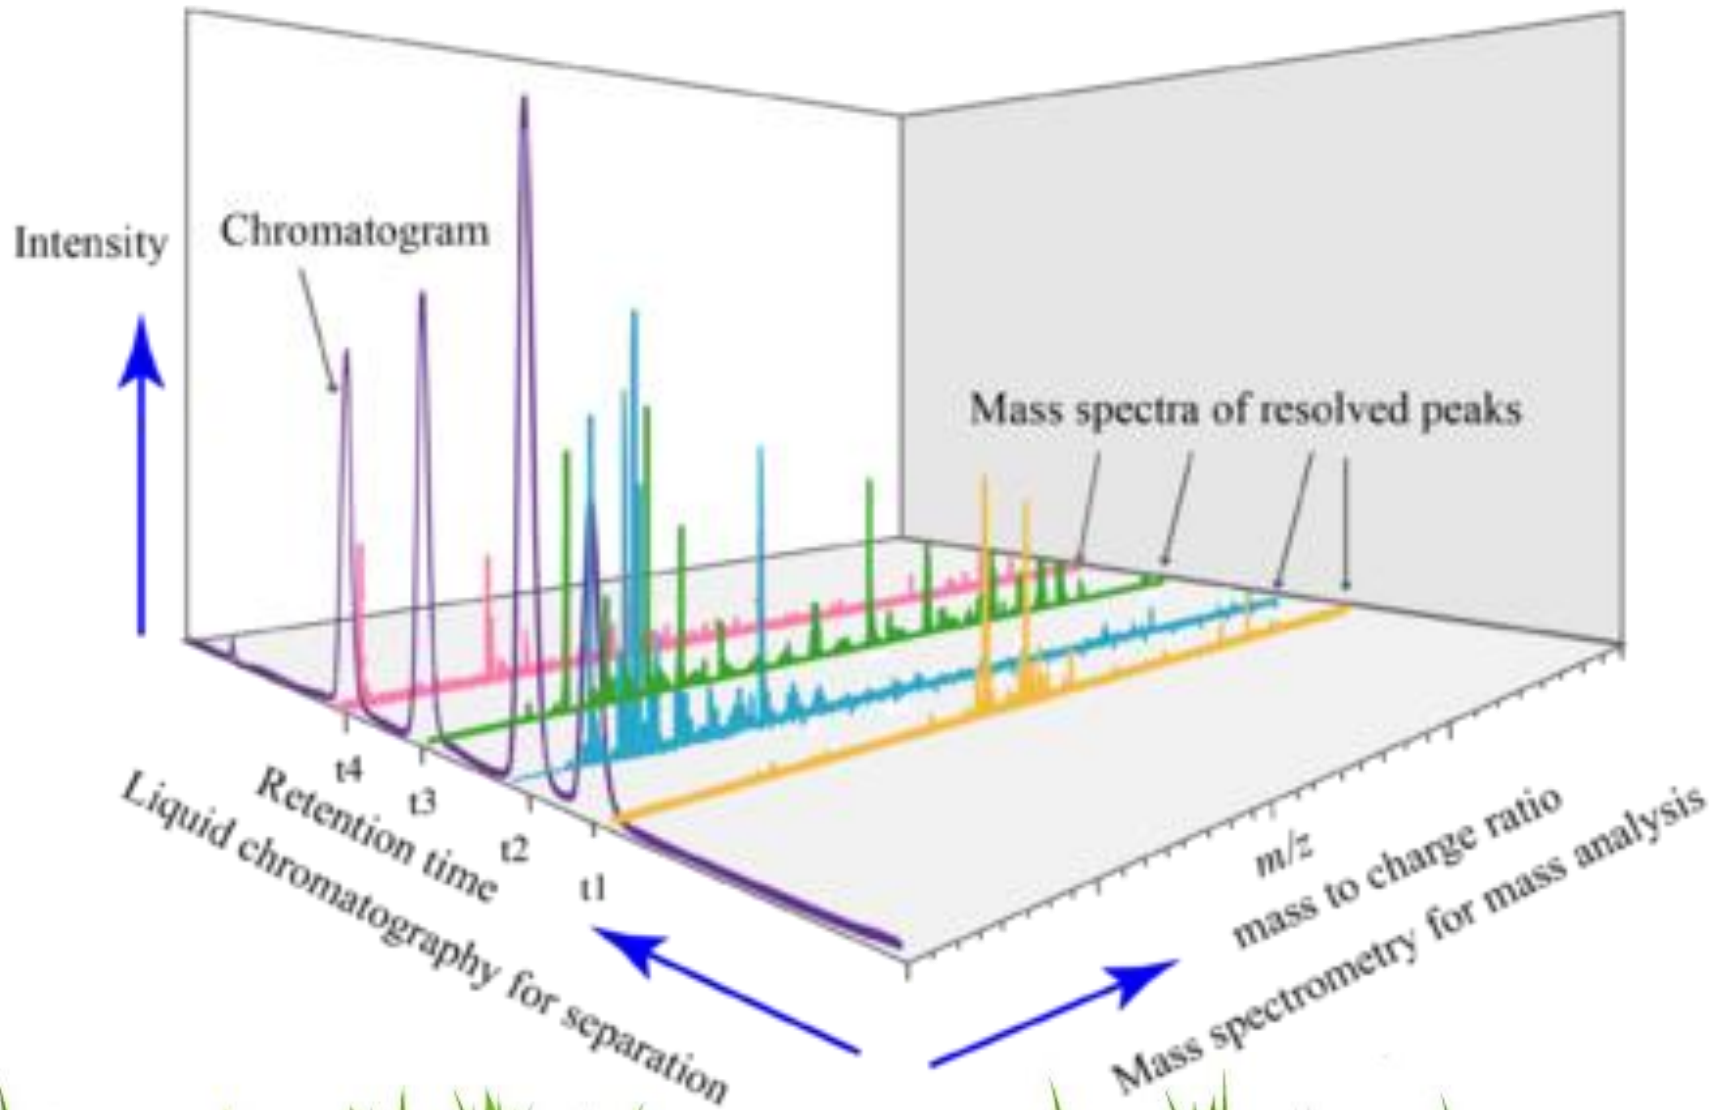 Intensity
Chromatogram
Mass spectra of resolved peaks
t4
t3
t2
t1
Retention time
Liquid chromatography for separation
m/z
mass to charge ratio
Mass spectrometry for mass analysis